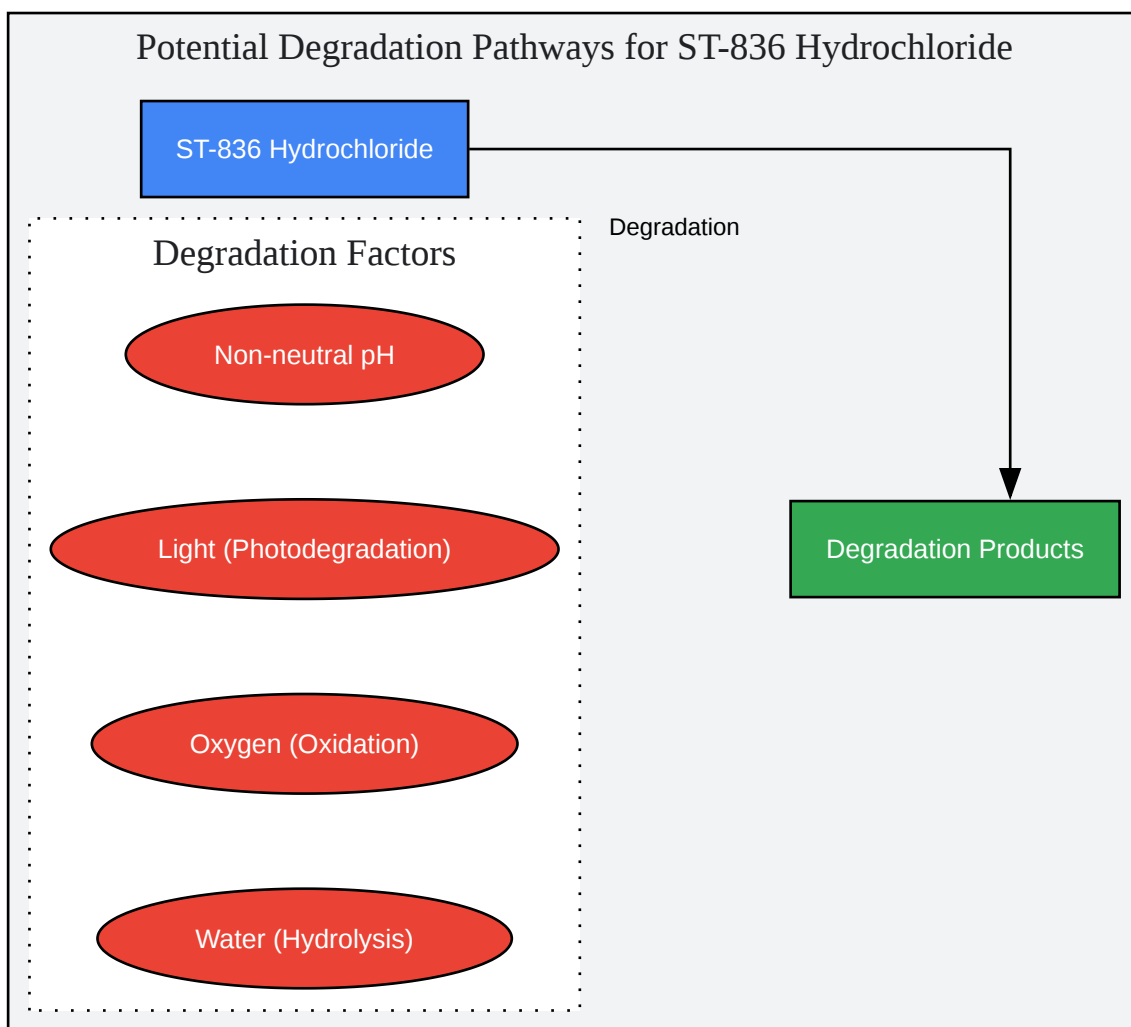 Potential Degradation Pathways for ST-836 Hydrochloride
ST-836 Hydrochloride
Degradation
Degradation Factors
Non-neutral pH
Light (Photodegradation)
Degradation Products
Oxygen (Oxidation)
Water (Hydrolysis)